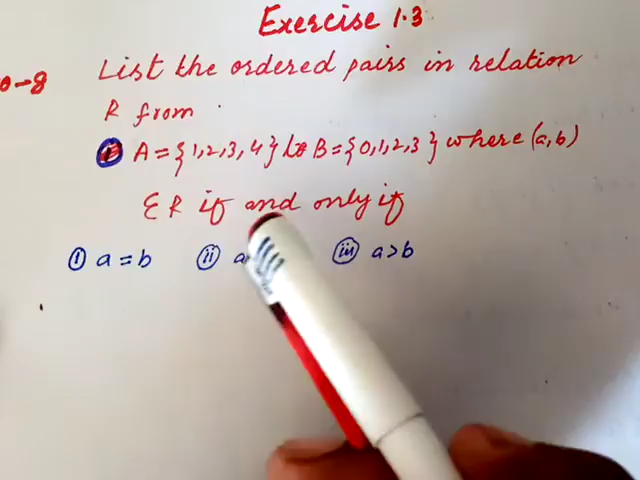 Exercise 1.3
List the ordered pairs in relation
R from
A = {1,2,3,4} to B = {0,1,2,3} where (a,b)
∈ R if and only if
(i) a = b (ii) a (iii) a>b